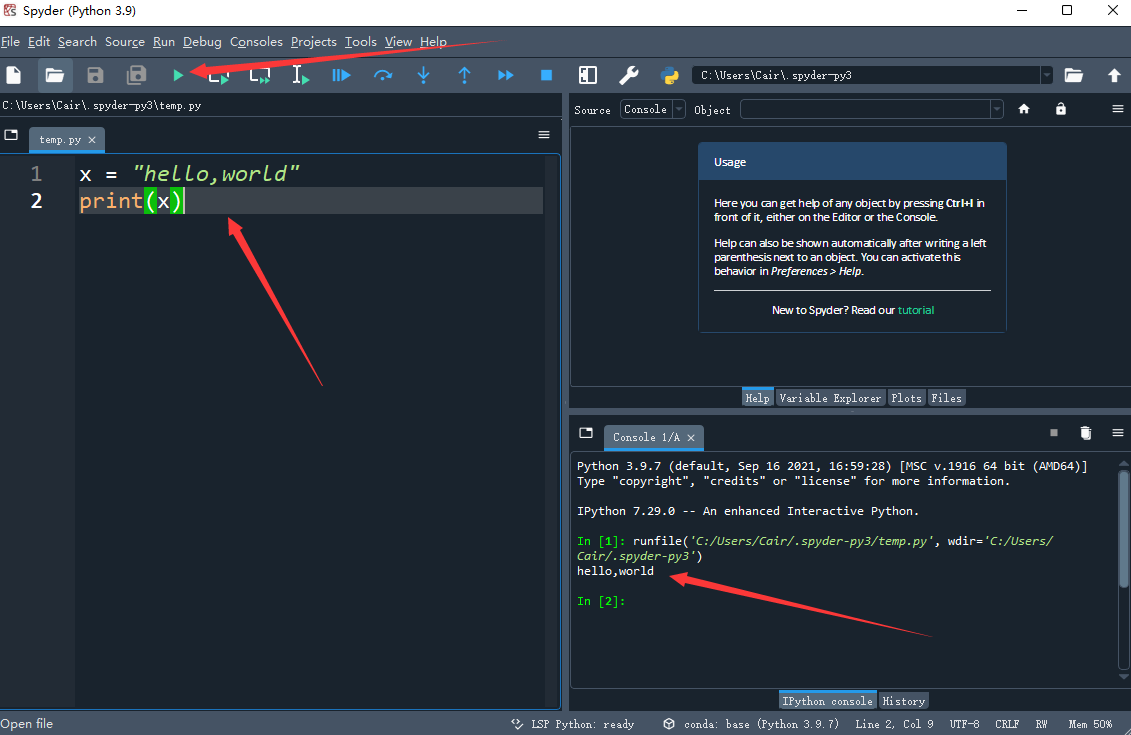 Spyder (Python 3.9)
File Edit Search Source Run Debug Consoles Projects Tools View Help
C:\Users\Cair\.spyder-py3
C:\Users\Cair\.spyder-py3\temp.py
temp.py
1 x = "hello,world"
2 print(x)
Source Console Object
Usage
Here you can get help of any object by pressing Ctrl+I in
front of it, either on the Editor or the Console.
Help can also be shown automatically after writing a left
parenthesis next to an object. You can activate this
behavior in Preferences > Help.
New to Spyder? Read our tutorial
Help Variable Explorer Plots Files
Console 1/A
Python 3.9.7 (default, Sep 16 2021, 16:59:28) [MSC v.1916 64 bit (AMD64)]
Type "copyright", "credits" or "license" for more information.
IPython 7.29.0 -- An enhanced Interactive Python.
In [1]: runfile('C:/Users/Cair/.spyder-py3/temp.py', wdir='C:/Users/
Cair/.spyder-py3')
hello,world
In [2]:
IPython console History
Open file
LSP Python: ready conda: base (Python 3.9.7) Line 2, Col 9 UTF-8 CRLF RW Mem 50%